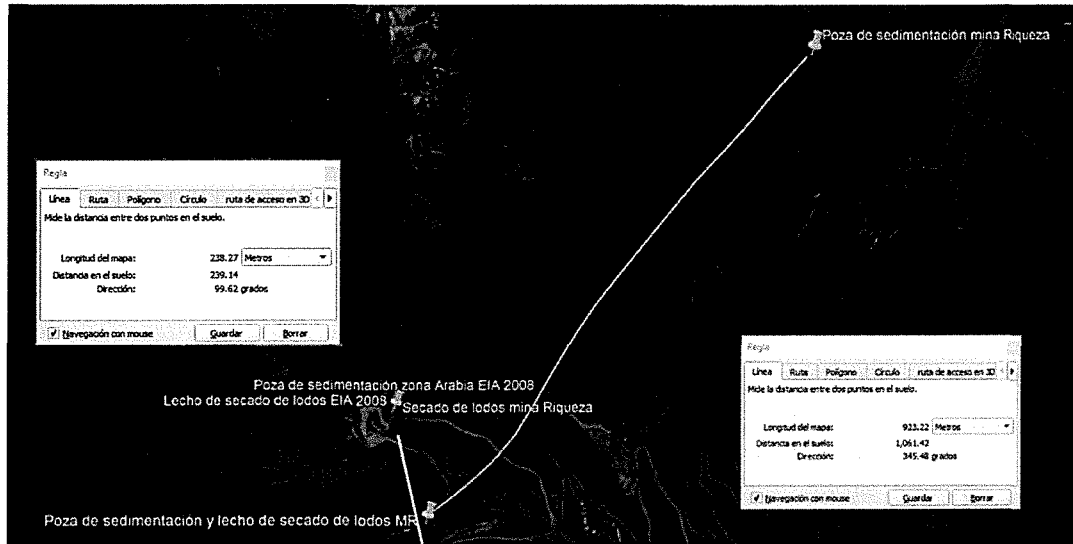 Poza de sedimentación mina Riqueza
Regla
Línea Ruta Polígono Círculo ruta de acceso en 3D
Mide la distancia entre dos puntos en el suelo.
Longitud del mapa: 238.27 Metros
Distancia en el suelo: 239.14
Dirección: 99.62 grados
Navegación con mouse Guardar Borrar
Poza de sedimentación zona Arabia EIA 2008
Lecho de secado de lodos EIA 2008
Secado de lodos mina Riqueza
Poza de sedimentación y lecho de secado de lodos MR
Regla
Línea Ruta Polígono Círculo ruta de acceso en 3D
Mide la distancia entre dos puntos en el suelo.
Longitud del mapa: 923.22 Metros
Distancia en el suelo: 1,061.42
Dirección: 345.48 grados
Navegación con mouse Guardar Borrar